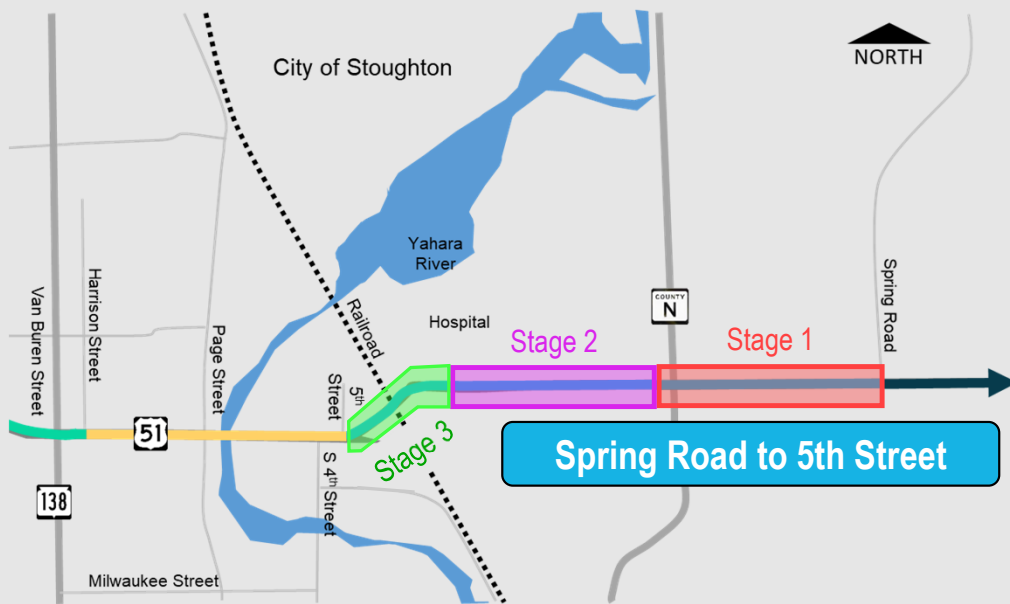 City of Stoughton
NORTH
Yahara
River
Railroad
Hospital
COUNTY
N
Spring Road
Van Buren Street
Harrison Street
Page Street
5th
Street
Stage 3
Stage 2
Stage 1
51
138
S 4th Street
Spring Road to 5th Street
Milwaukee Street